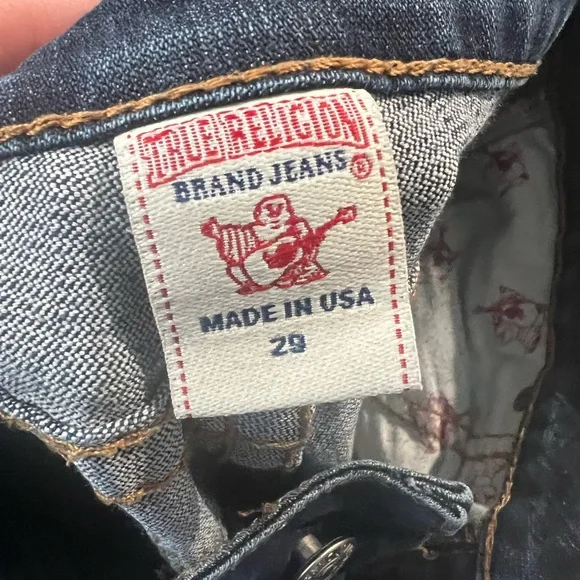 TRUE RELIGION
BRAND JEANS ®
MADE IN USA
29